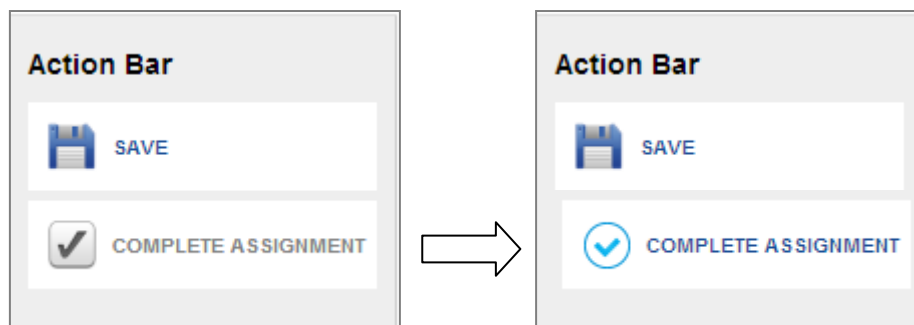 Action Bar
SAVE
COMPLETE ASSIGNMENT
Action Bar
SAVE
COMPLETE ASSIGNMENT